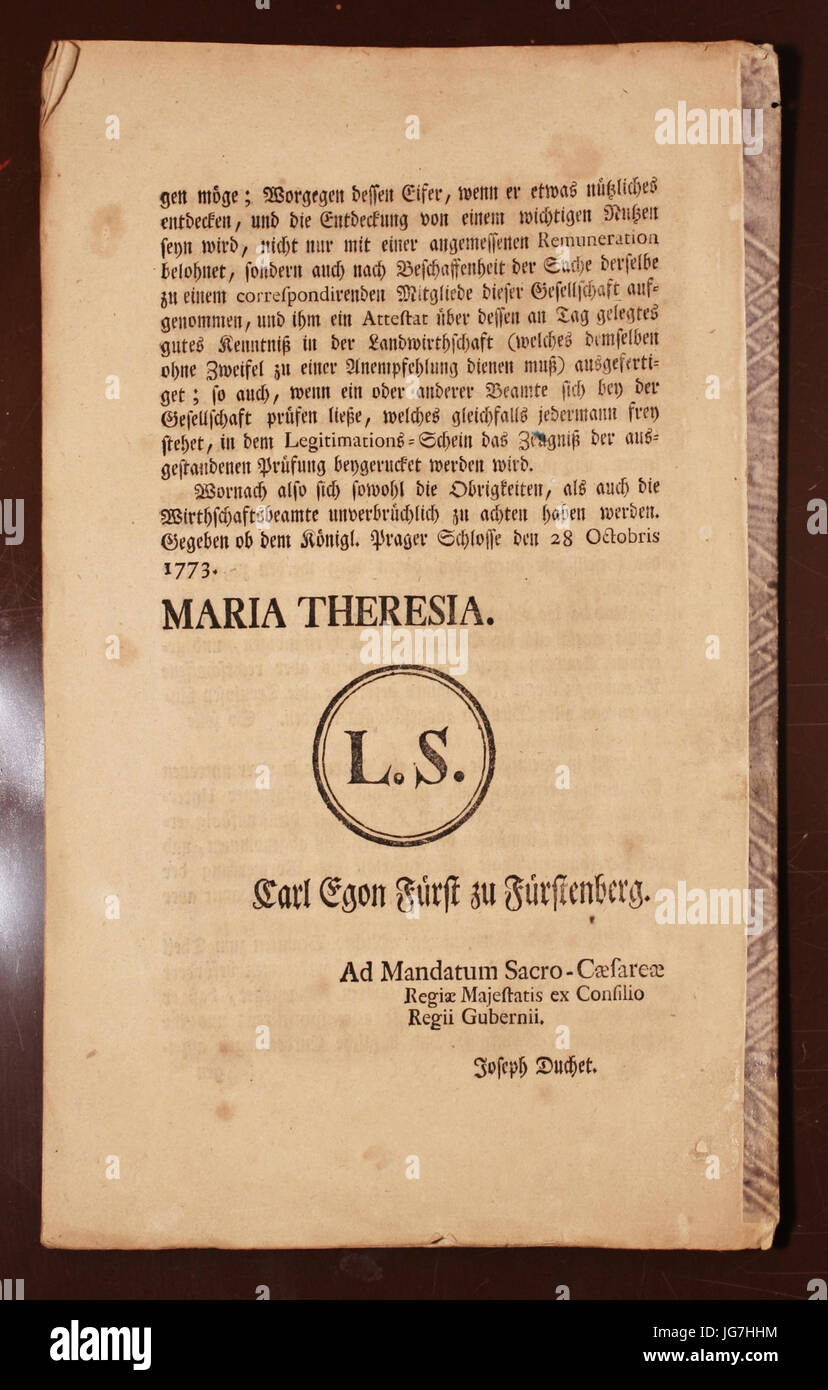 gen möge; Worgegen dessen Eifer, wenn er etwas nützliches
entdecken, und die Entdeckung von einem wichtigen Nutzen
seyn wird, nicht nur mit einer angemessenen Remuneration
belohnet, sondern auch nach Beschaffenheit der Sache derselbe
zu einem correspondirenden Mitgliede dieser Gesellschaft auf=
genommen, und ihm ein Attestat über dessen an Tag gelegtes
gutes Kenntniß in der Landwirthschaft (welches demselben
ohne Zweifel zu einer Anempfehlung dienen muß) ausgeferti=
get; so auch, wenn ein oder anderer Beamte sich bey der
Gesellschaft prüfen ließe, welches gleichfalls jedermann frey
stehet, in dem Legitimations=Schein das Zeugniß der aus=
gestandenen Prüfung beygerucket werden wird.
Wornach also sich sowohl die Obrigkeiten, als auch die
Wirthschaftsbeamte unverbrüchlich zu achten haben werden.
Gegeben ob dem Königl. Prager Schlosse den 28 Octobris
1773.
MARIA THERESIA.
L.S.
Carl Egon Fürst zu Fürstenberg.
Ad Mandatum Sacro-Cæsareæ
Regiæ Majestatis ex Consilio
Regii Gubernii.
Joseph Duchet.
alamy stock photo
JG7HHM
www.alamy.com